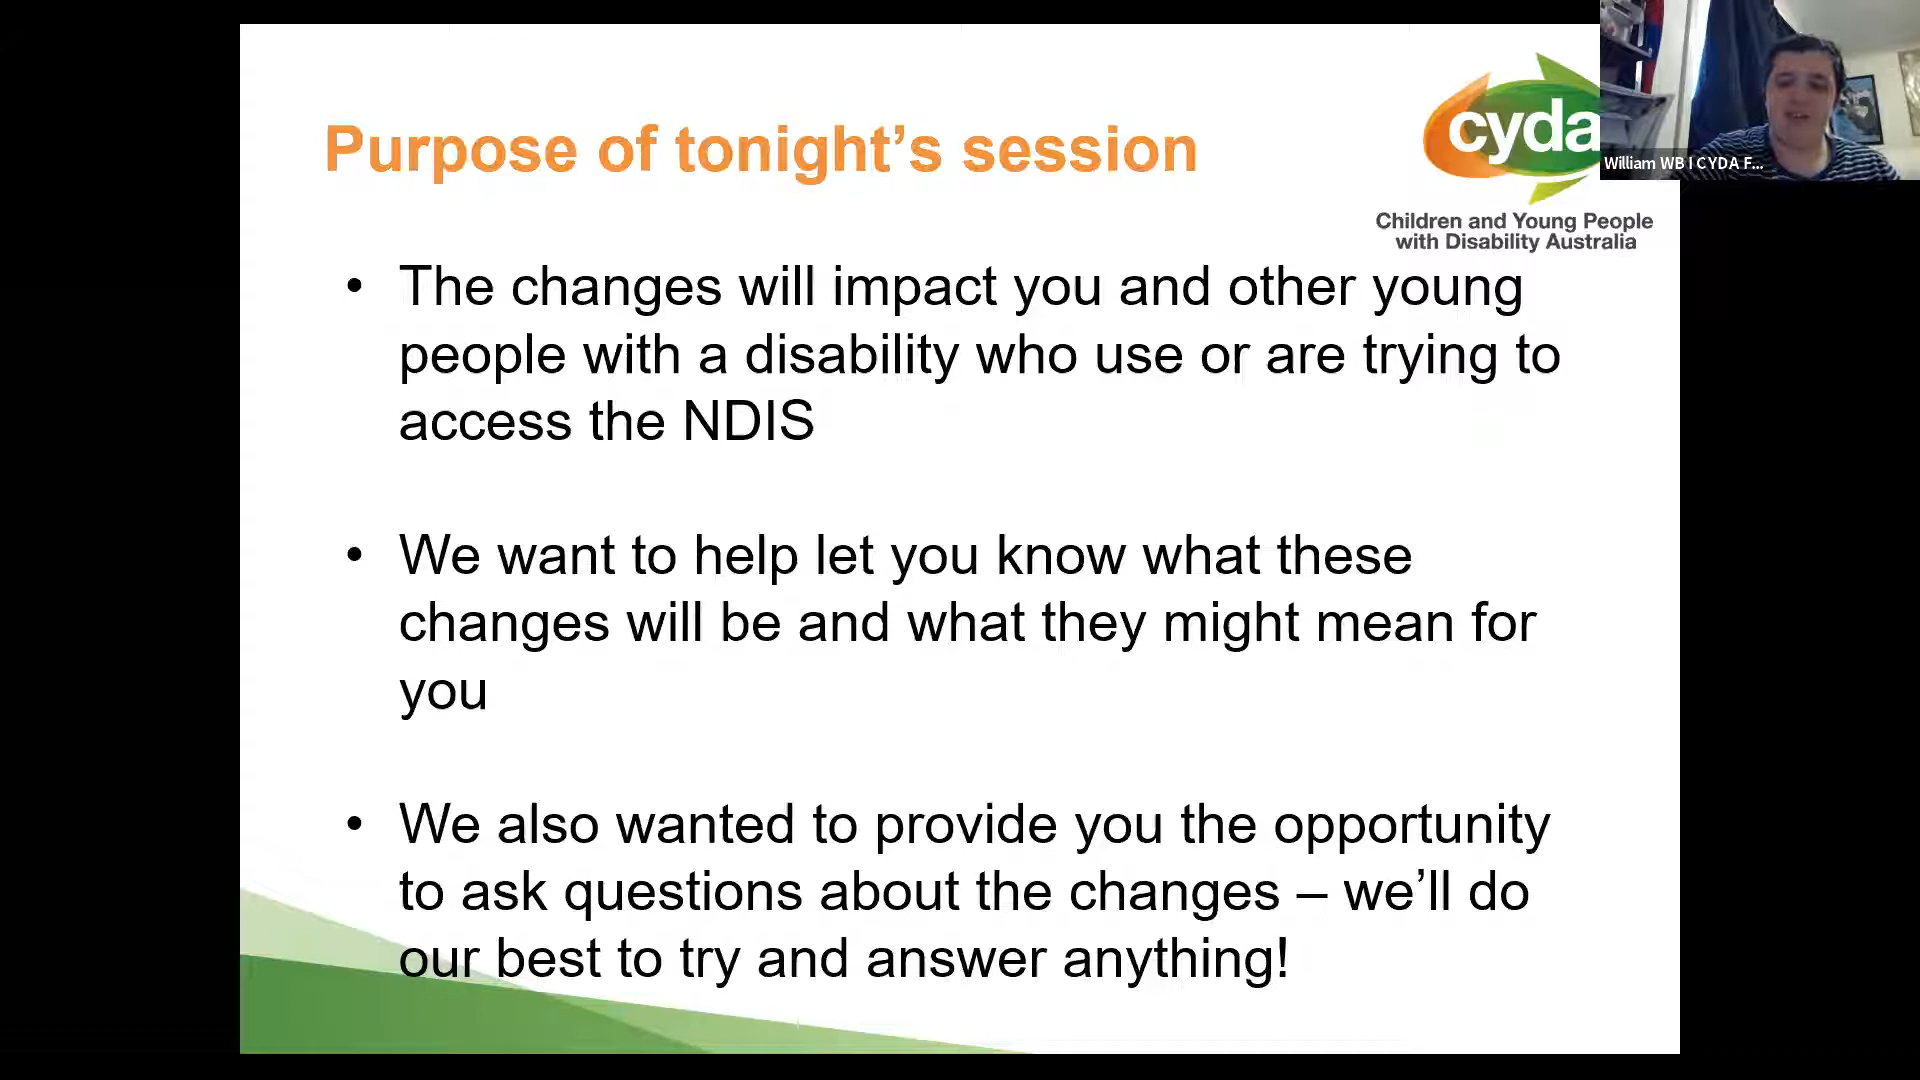 Purpose of tonight’s session
cyda
Children and Young People
with Disability Australia
William WB I CYDA F...
• The changes will impact you and other young
people with a disability who use or are trying to
access the NDIS
• We want to help let you know what these
changes will be and what they might mean for
you
• We also wanted to provide you the opportunity
to ask questions about the changes – we’ll do
our best to try and answer anything!